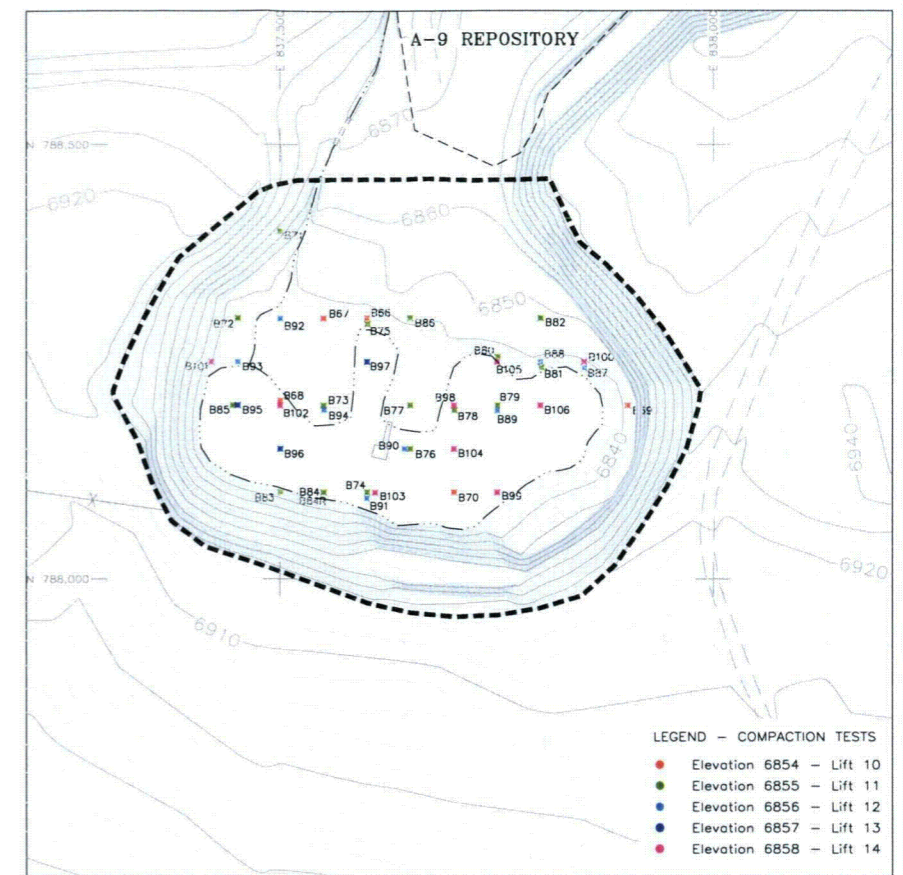 E 837,500
A-9 REPOSITORY
E 838,000
6870
N 788,500
6920
6860
B71
6850
B72
B92
B67
B66
B75
B86
B82
B101
B93
B97
B80
B105
B88
B81
B100
B87
B85
B95
B68
B102
B73
B94
B77
B98
B78
B79
B89
B106
B69
B96
B90
B76
B104
6840
6940
B83
B84
B84R
B74
B91
B103
B70
B99
N 788,000
6920
6910
LEGEND – COMPACTION TESTS
Elevation 6854 – Lift 10
Elevation 6855 – Lift 11
Elevation 6856 – Lift 12
Elevation 6857 – Lift 13
Elevation 6858 – Lift 14